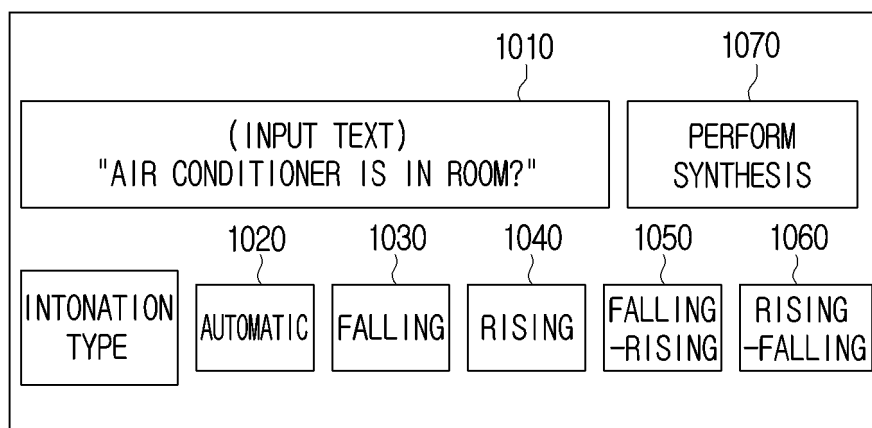 1010 1070
(INPUT TEXT)
"AIR CONDITIONER IS IN ROOM?"
PERFORM
SYNTHESIS
1020 1030 1040 1050 1060
INTONATION
TYPE
AUTOMATIC
FALLING
RISING
FALLING
-RISING
RISING
-FALLING